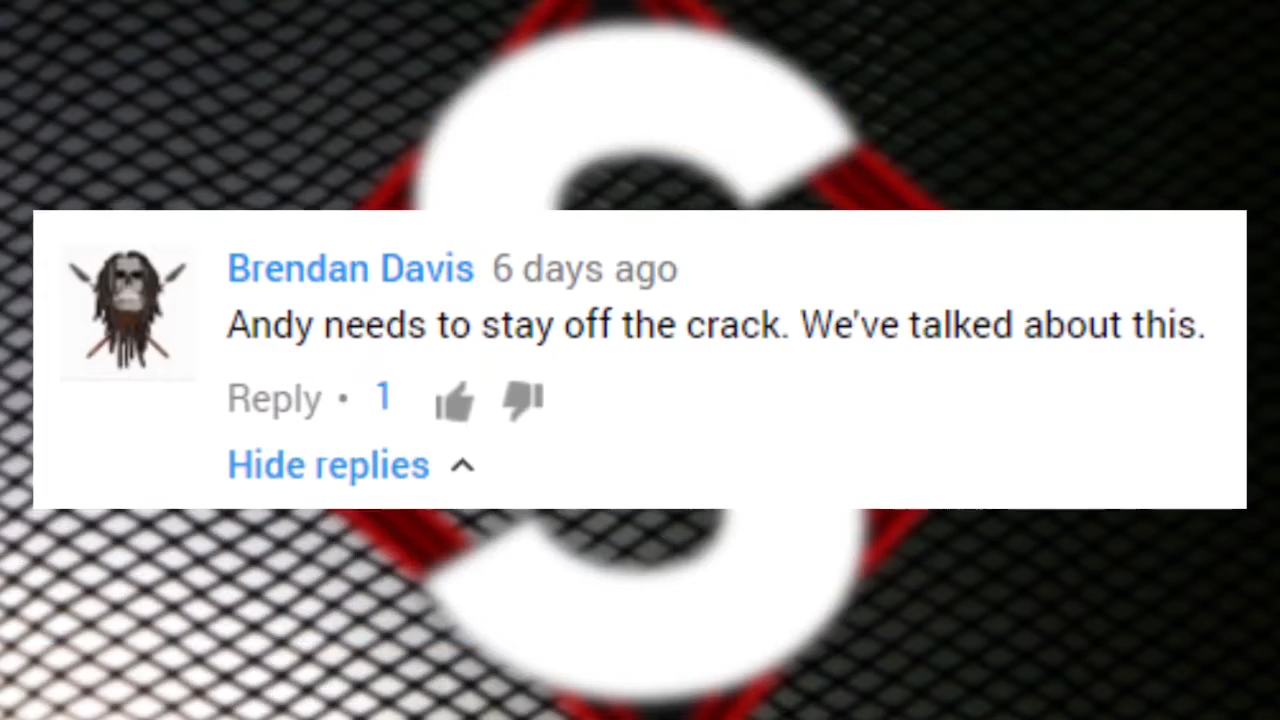 S
Brendan Davis 6 days ago
Andy needs to stay off the crack. We've talked about this.
Reply • 1
Hide replies